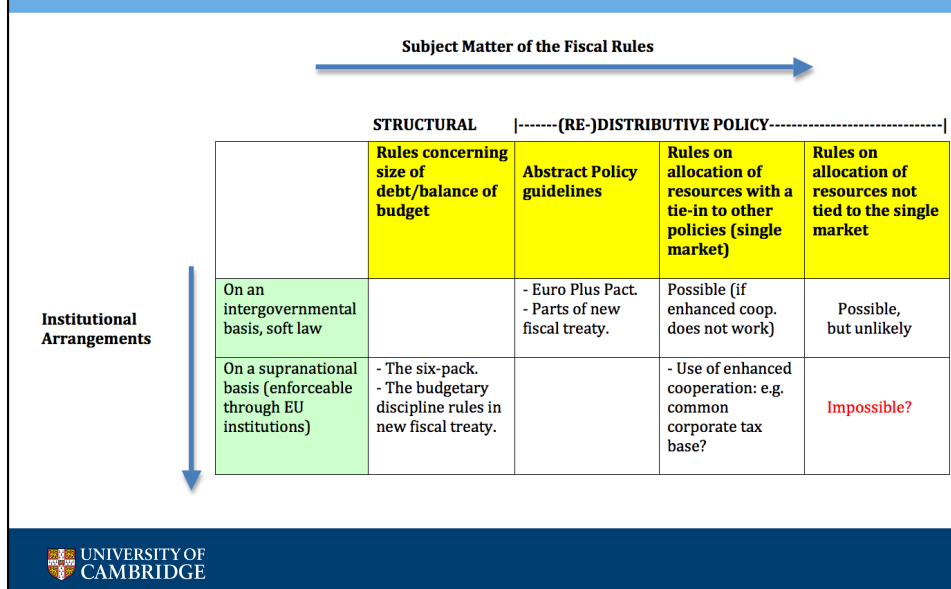 Subject Matter of the Fiscal Rules
STRUCTURAL |-------(RE-)DISTRIBUTIVE POLICY------------------------------|
Rules concerning
size of
debt/balance of
budget
Abstract Policy
guidelines
Rules on
allocation of
resources with a
tie-in to other
policies (single
market)
Rules on
allocation of
resources not
tied to the single
market
Institutional
Arrangements
On an
intergovernmental
basis, soft law
- Euro Plus Pact.
- Parts of new
fiscal treaty.
Possible (if
enhanced coop.
does not work)
Possible,
but unlikely
On a supranational
basis (enforceable
through EU
institutions)
- The six-pack.
- The budgetary
discipline rules in
new fiscal treaty.
- Use of enhanced
cooperation: e.g.
common
corporate tax
base?
Impossible?
UNIVERSITY OF
CAMBRIDGE